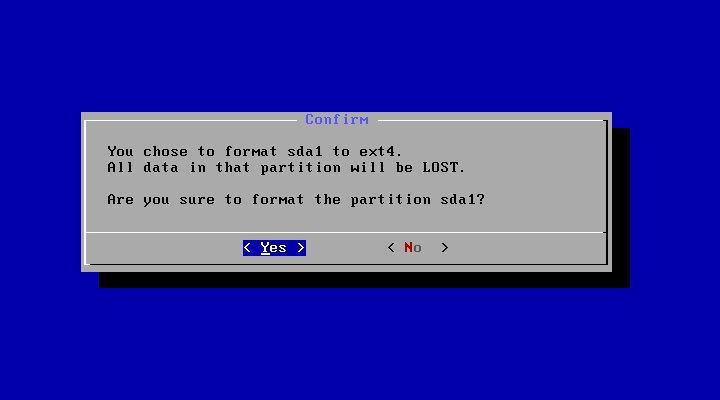 Confirm
You chose to format sda1 to ext4.
All data in that partition will be LOST.
Are you sure to format the partition sda1?
< Yes > < No >